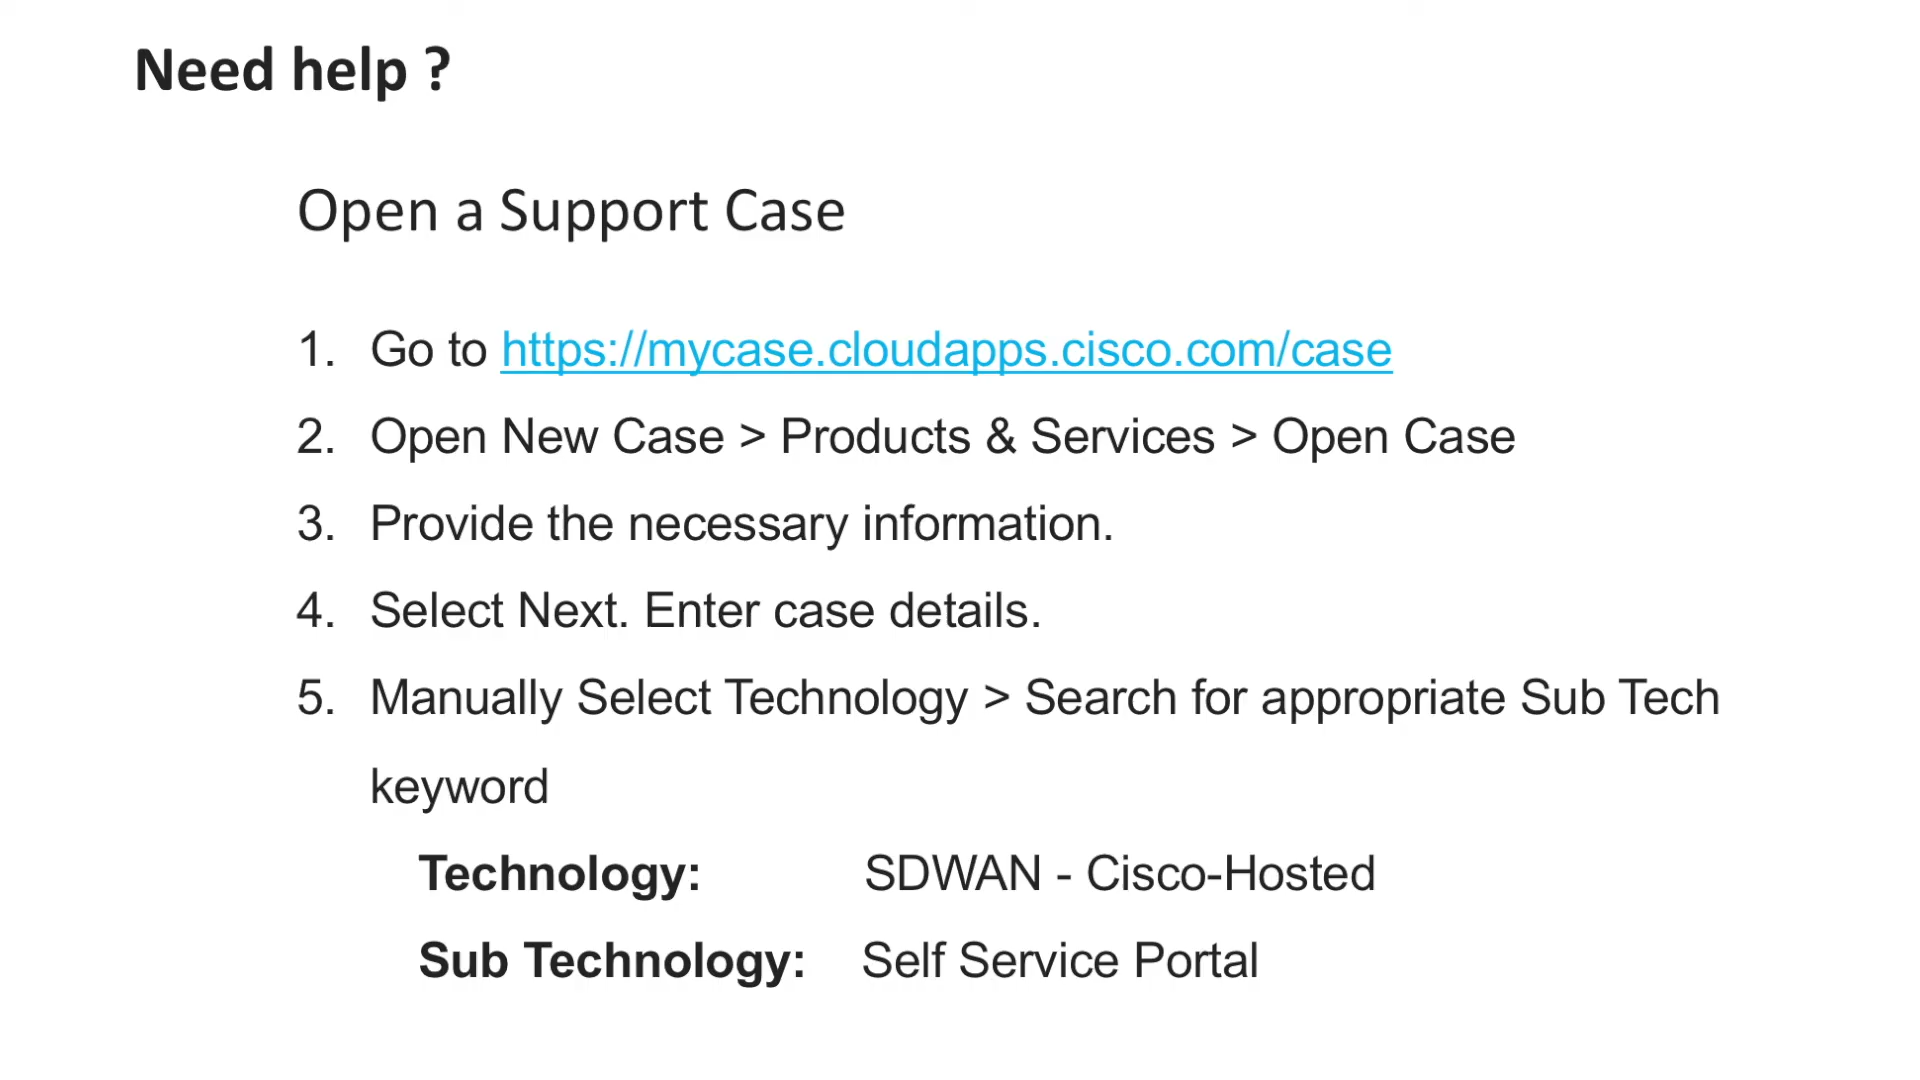 Need help ?
Open a Support Case
1. Go to https://mycase.cloudapps.cisco.com/case
2. Open New Case > Products & Services > Open Case
3. Provide the necessary information.
4. Select Next. Enter case details.
5. Manually Select Technology > Search for appropriate Sub Tech
keyword
Technology: SDWAN - Cisco-Hosted
Sub Technology: Self Service Portal